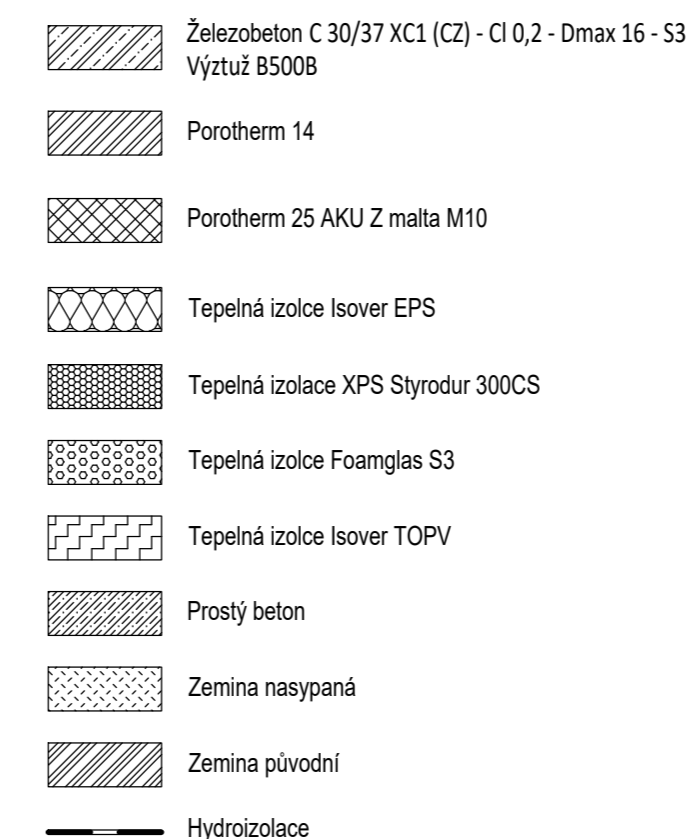 Železobeton C 30/37 XC1 (CZ) - Cl 0,2 - Dmax 16 - S3
Výztuž B500B
Porotherm 14
Porotherm 25 AKU Z malta M10
Tepelná izolce Isover EPS
Tepelná izolace XPS Styrodur 300CS
Tepelná izolce Foamglas S3
Tepelná izolce Isover TOPV
Prostý beton
Zemina nasypaná
Zemina původní
Hydroizolace